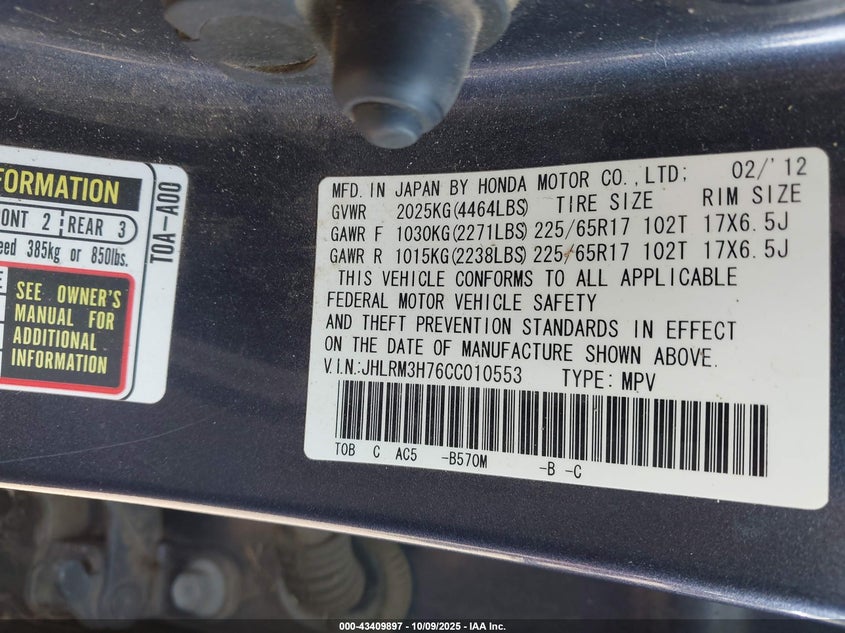 FORMATION
ONT 2 REAR 3
eed 385kg or 850lbs.
T0A-A00
SEE OWNER'S
MANUAL FOR
ADDITIONAL
INFORMATION
MFD. IN JAPAN BY HONDA MOTOR CO.,LTD; 02/'12
GVWR 2025KG(4464LBS) TIRE SIZE RIM SIZE
GAWR F 1030KG(2271LBS) 225/65R17 102T 17X6.5J
GAWR R 1015KG(2238LBS) 225/65R17 102T 17X6.5J
THIS VEHICLE CONFORMS TO ALL APPLICABLE
FEDERAL MOTOR VEHICLE SAFETY
AND THEFT PREVENTION STANDARDS IN EFFECT
ON THE DATE OF MANUFACTURE SHOWN ABOVE.
V.I.N:JHLRM3H76CC010553 TYPE:MPV
T0B C AC5 -B570M -B -C
000-43409897 - 10/09/2025 - IAA Inc.